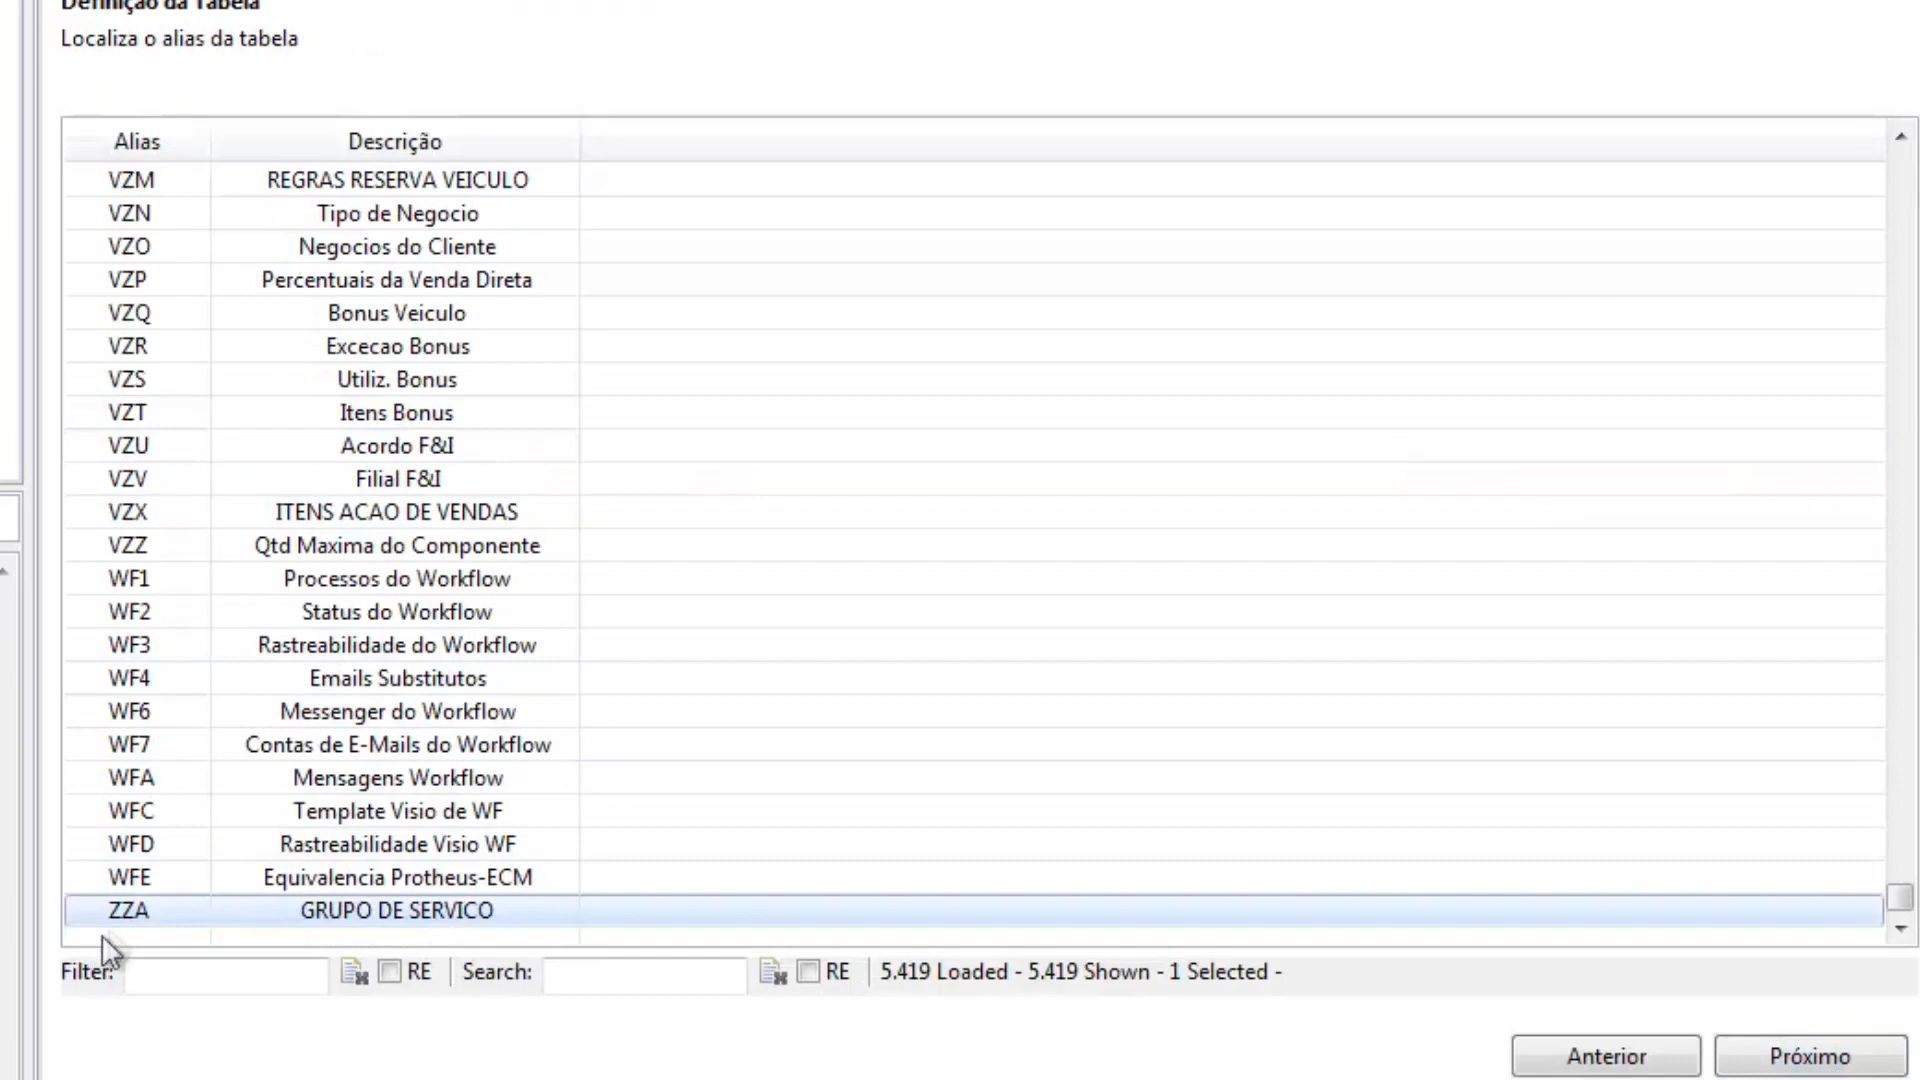 Definição da Tabela
Localiza o alias da tabela
Alias Descrição
VZM REGRAS RESERVA VEICULO
VZN Tipo de Negocio
VZO Negocios do Cliente
VZP Percentuais da Venda Direta
VZQ Bonus Veiculo
VZR Excecao Bonus
VZS Utiliz. Bonus
VZT Itens Bonus
VZU Acordo F&I
VZV Filial F&I
VZX ITENS ACAO DE VENDAS
VZZ Qtd Maxima do Componente
WF1 Processos do Workflow
WF2 Status do Workflow
WF3 Rastreabilidade do Workflow
WF4 Emails Substitutos
WF6 Messenger do Workflow
WF7 Contas de E-Mails do Workflow
WFA Mensagens Workflow
WFC Template Visio de WF
WFD Rastreabilidade Visio WF
WFE Equivalencia Protheus-ECM
ZZA GRUPO DE SERVICO
Filter: RE Search: RE 5.419 Loaded - 5.419 Shown - 1 Selected -
Anterior Próximo